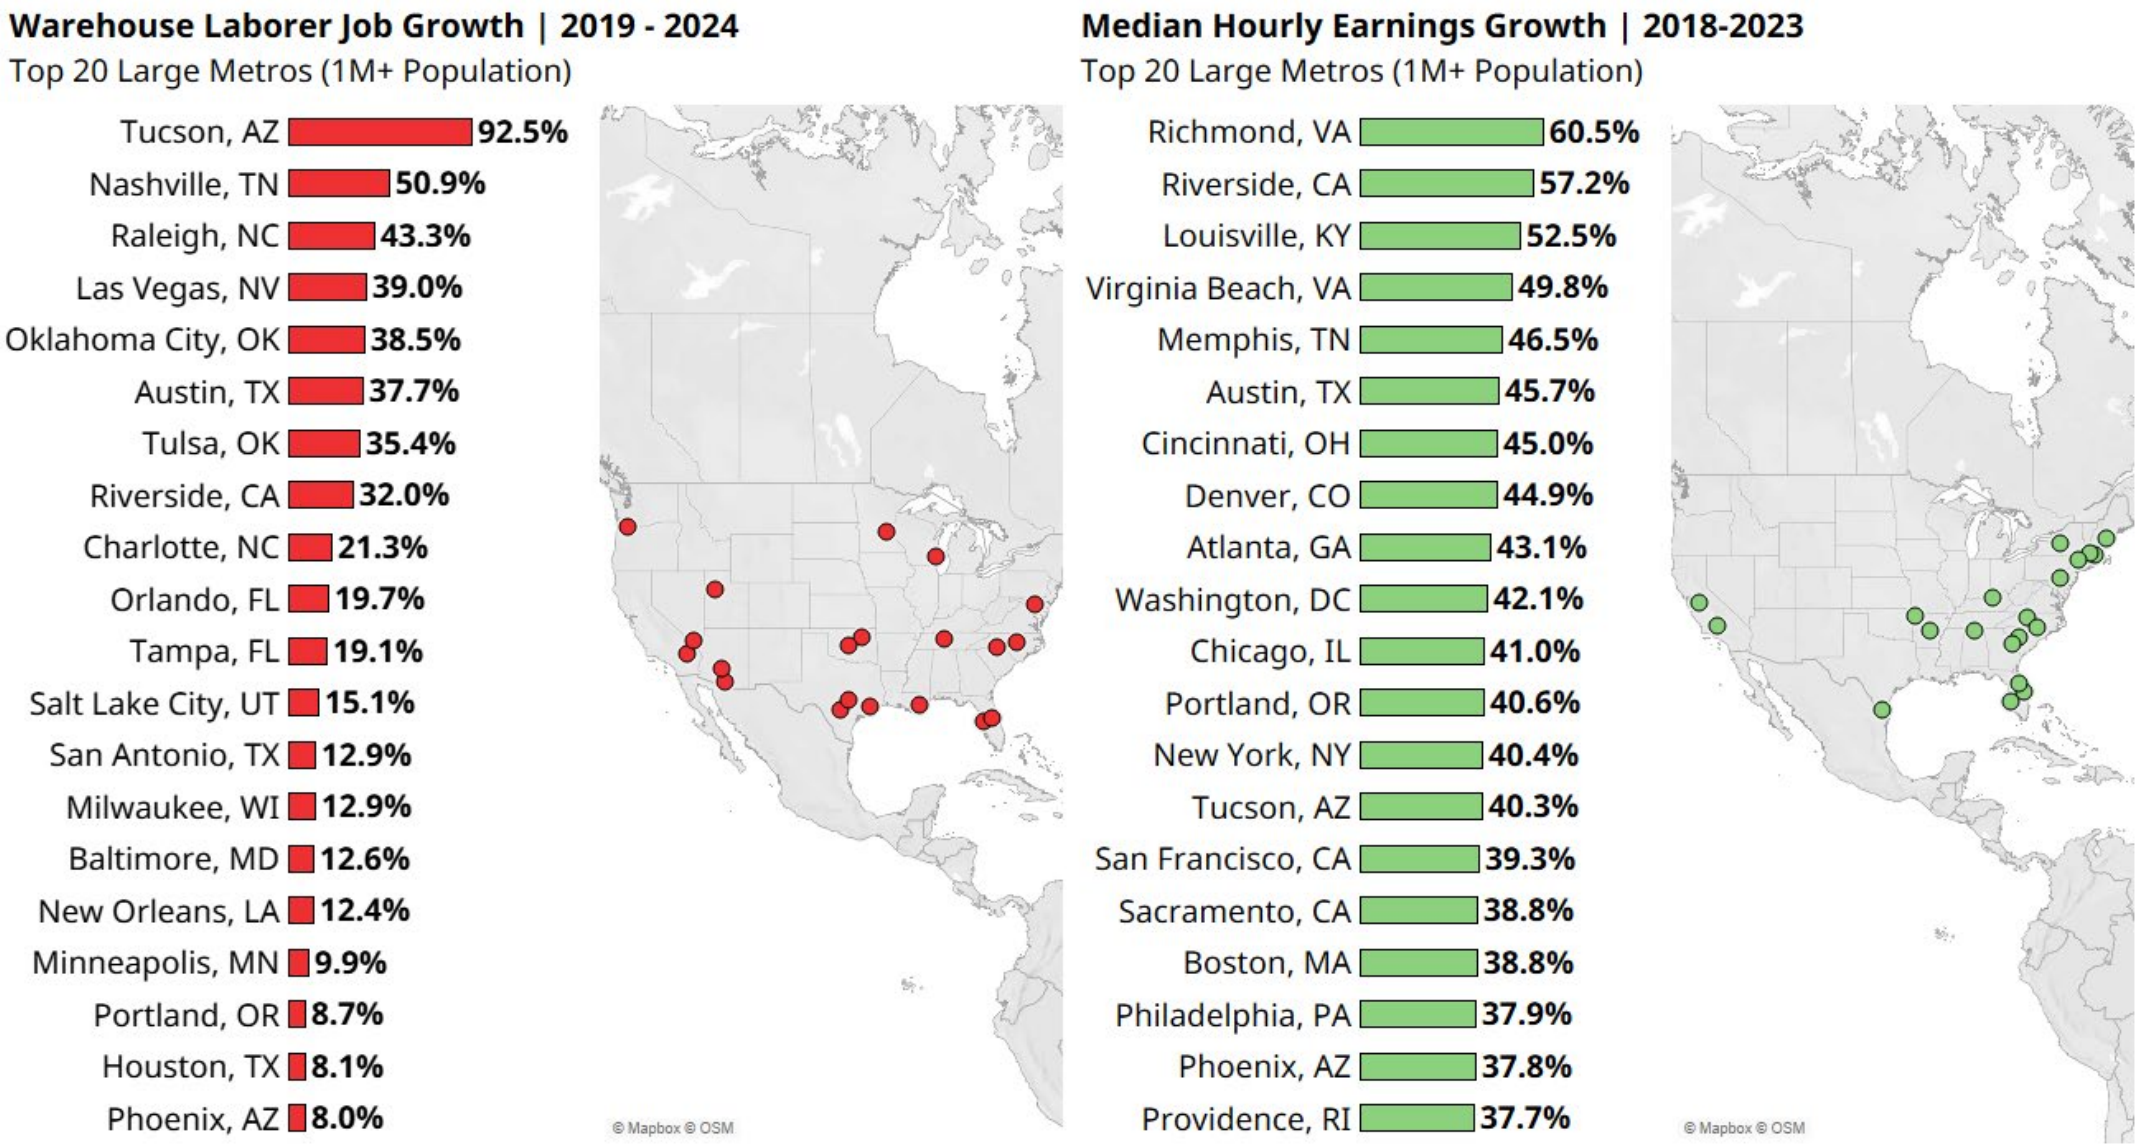 Warehouse Laborer Job Growth | 2019 - 2024
Top 20 Large Metros (1M+ Population)
Tucson, AZ 92.5%
Nashville, TN 50.9%
Raleigh, NC 43.3%
Las Vegas, NV 39.0%
Oklahoma City, OK 38.5%
Austin, TX 37.7%
Tulsa, OK 35.4%
Riverside, CA 32.0%
Charlotte, NC 21.3%
Orlando, FL 19.7%
Tampa, FL 19.1%
Salt Lake City, UT 15.1%
San Antonio, TX 12.9%
Milwaukee, WI 12.9%
Baltimore, MD 12.6%
New Orleans, LA 12.4%
Minneapolis, MN 9.9%
Portland, OR 8.7%
Houston, TX 8.1%
Phoenix, AZ 8.0%
© Mapbox © OSM
Median Hourly Earnings Growth | 2018-2023
Top 20 Large Metros (1M+ Population)
Richmond, VA 60.5%
Riverside, CA 57.2%
Louisville, KY 52.5%
Virginia Beach, VA 49.8%
Memphis, TN 46.5%
Austin, TX 45.7%
Cincinnati, OH 45.0%
Denver, CO 44.9%
Atlanta, GA 43.1%
Washington, DC 42.1%
Chicago, IL 41.0%
Portland, OR 40.6%
New York, NY 40.4%
Tucson, AZ 40.3%
San Francisco, CA 39.3%
Sacramento, CA 38.8%
Boston, MA 38.8%
Philadelphia, PA 37.9%
Phoenix, AZ 37.8%
Providence, RI 37.7%
© Mapbox © OSM